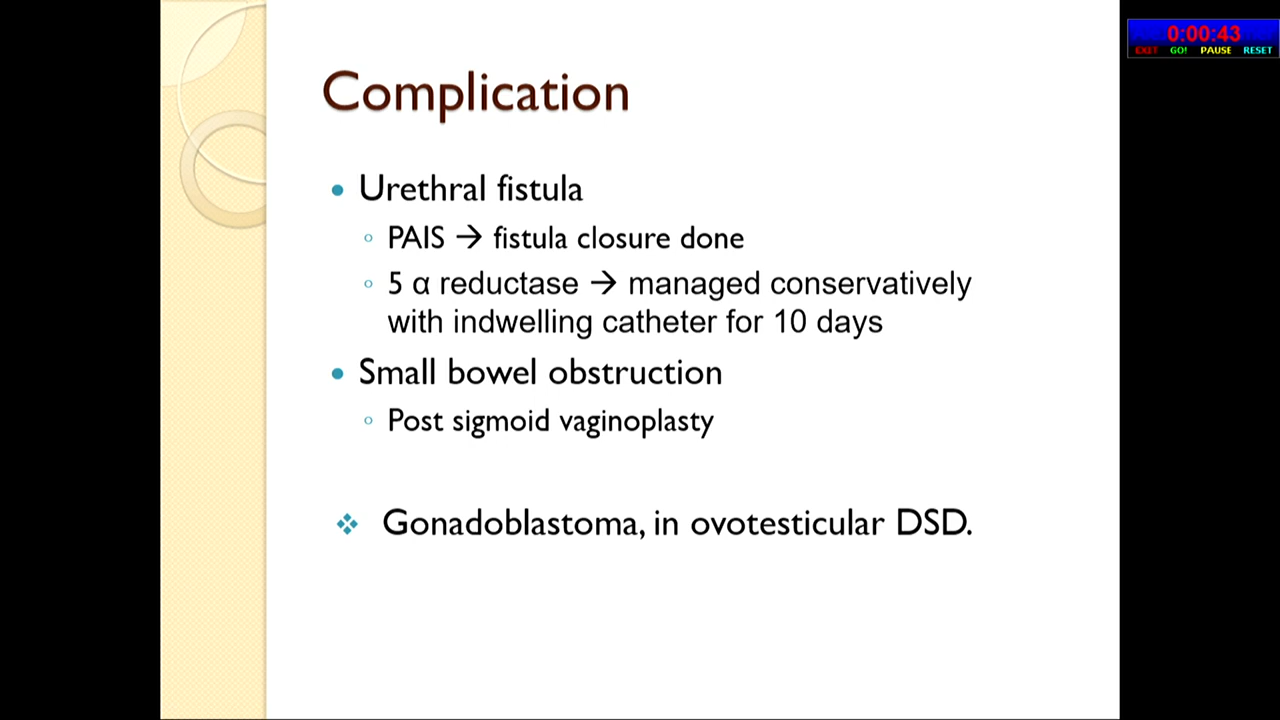 0:00:43
EXIT GO! PAUSE RESET
Complication
Urethral fistula
PAIS → fistula closure done
5 α reductase → managed conservatively
with indwelling catheter for 10 days
Small bowel obstruction
Post sigmoid vaginoplasty
Gonadoblastoma, in ovotesticular DSD.